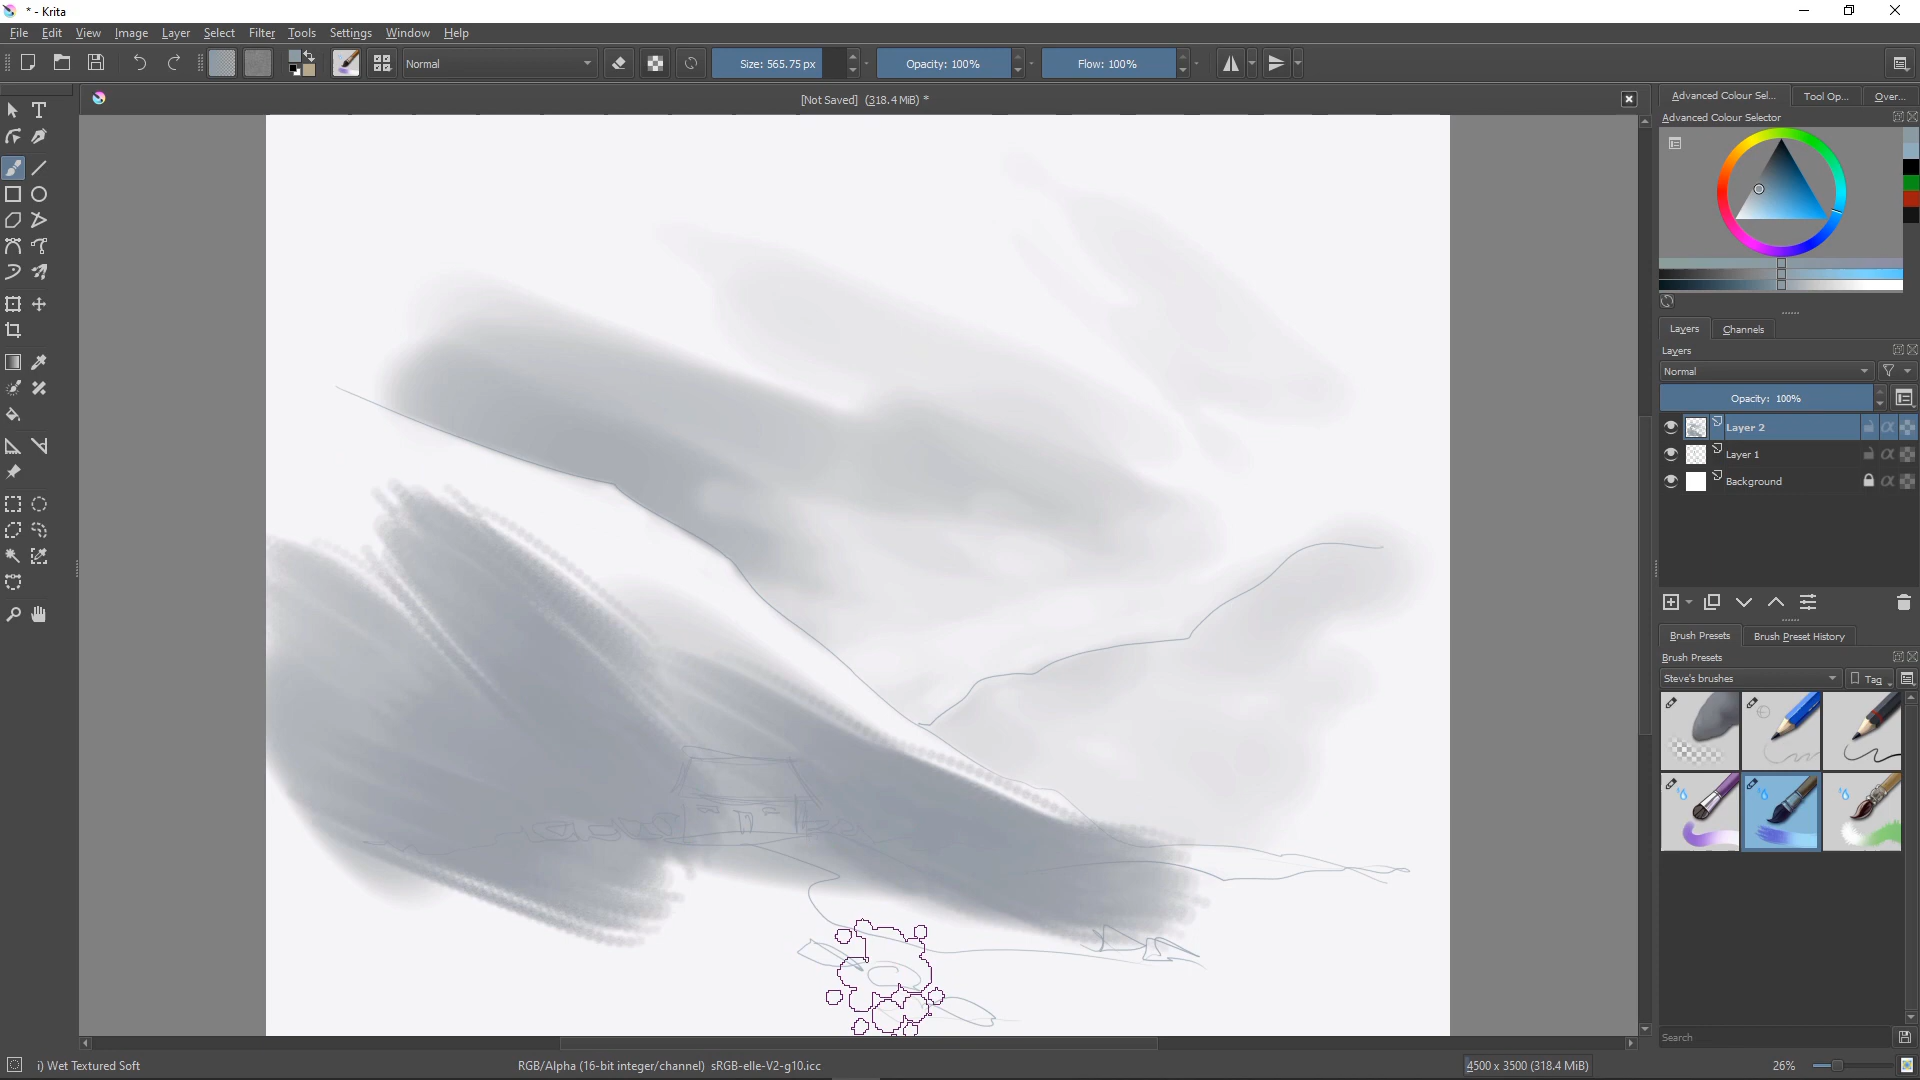 * - Krita
File Edit View Image Layer Select Filter Tools Settings Window Help
Normal Size: 565.75 px Opacity: 100% Flow: 100%
[Not Saved] (318.4 MiB) *
Advanced Colour Sel... Tool Op... Over...
Advanced Colour Selector
Layers Channels
Layers
Normal
Opacity: 100%
Layer 2
Layer 1
Background
Brush Presets Brush Preset History
Brush Presets
Steve's brushes Tag
Search
i) Wet Textured Soft RGB/Alpha (16-bit integer/channel) sRGB-elle-V2-g10.icc 4500 x 3500 (318.4 MiB) 26%